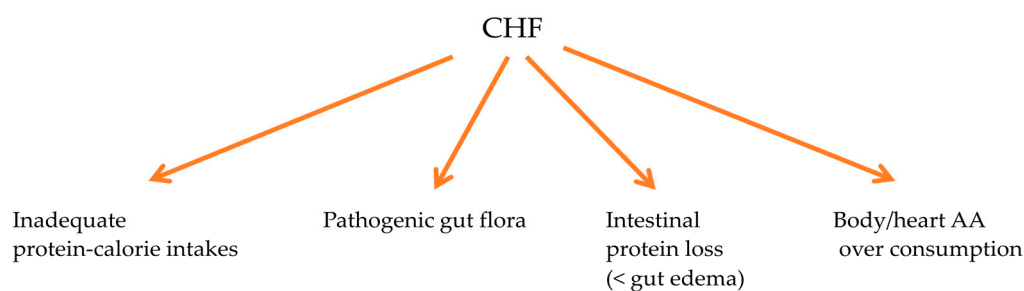 CHF
Inadequate
protein-calorie intakes
Pathogenic gut flora
Intestinal
protein loss
(< gut edema)
Body/heart AA
over consumption